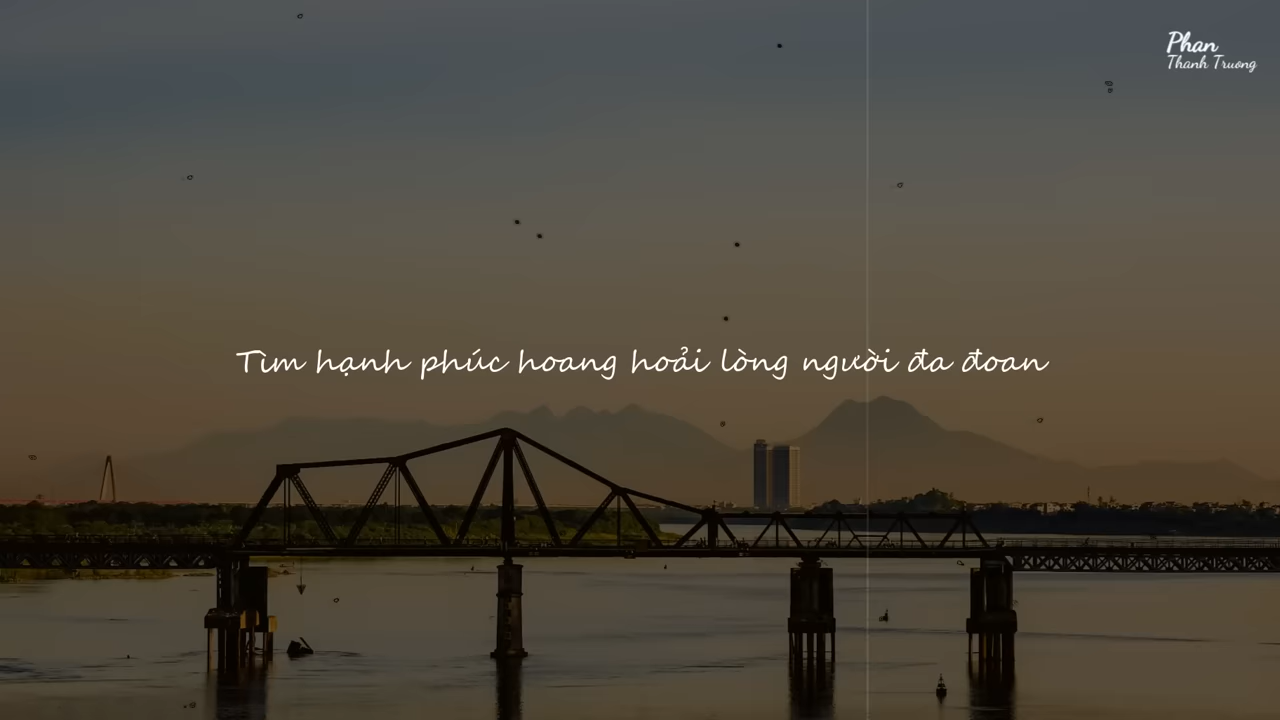 Phan
Thanh Trương
Tìm hạnh phúc hoang hoải lòng người đa đoan